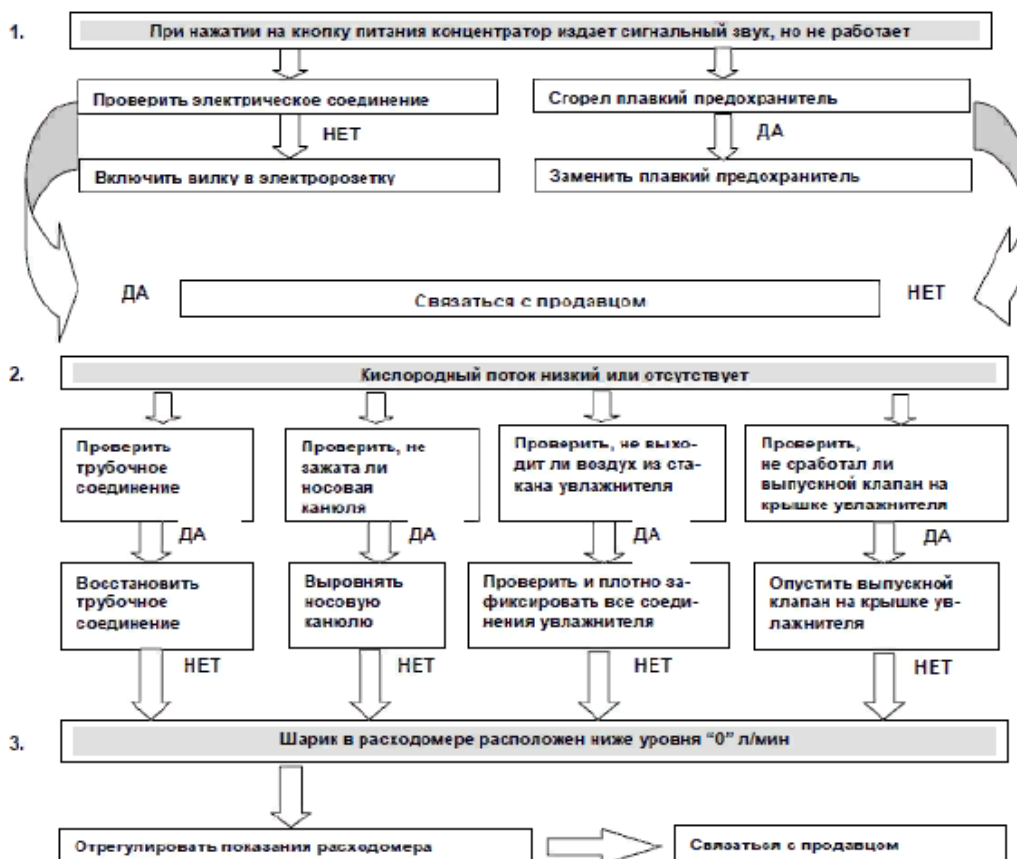 1.
При нажатии на кнопку питания концентратор издает сигнальный звук, но не работает
Проверить электрическое соединение
Сгорел плавкий предохранитель
НЕТ
ДА
Включить вилку в электророзетку
Заменить плавкий предохранитель
ДА
Связаться с продавцом
НЕТ
2.
Кислородный поток низкий или отсутствует
Проверить
трубочное
соединение
Проверить, не
зажата ли
носовая
канюля
Проверить, не выхо-
дит ли воздух из ста-
кана увлажнителя
Проверить,
не сработал ли
выпускной клапан на
крышке увлажнителя
ДА
ДА
ДА
ДА
Восстановить
трубочное
соединение
Выровнять
носовую
канюлю
Проверить и плотно за-
фиксировать все соеди-
нения увлажнителя
Опустить выпускной
клапан на крышке ув-
лажнителя
НЕТ
НЕТ
НЕТ
НЕТ
3.
Шарик в расходомере расположен ниже уровня “0” л/мин
Отрегулировать показания расходомера
Связаться с продавцом